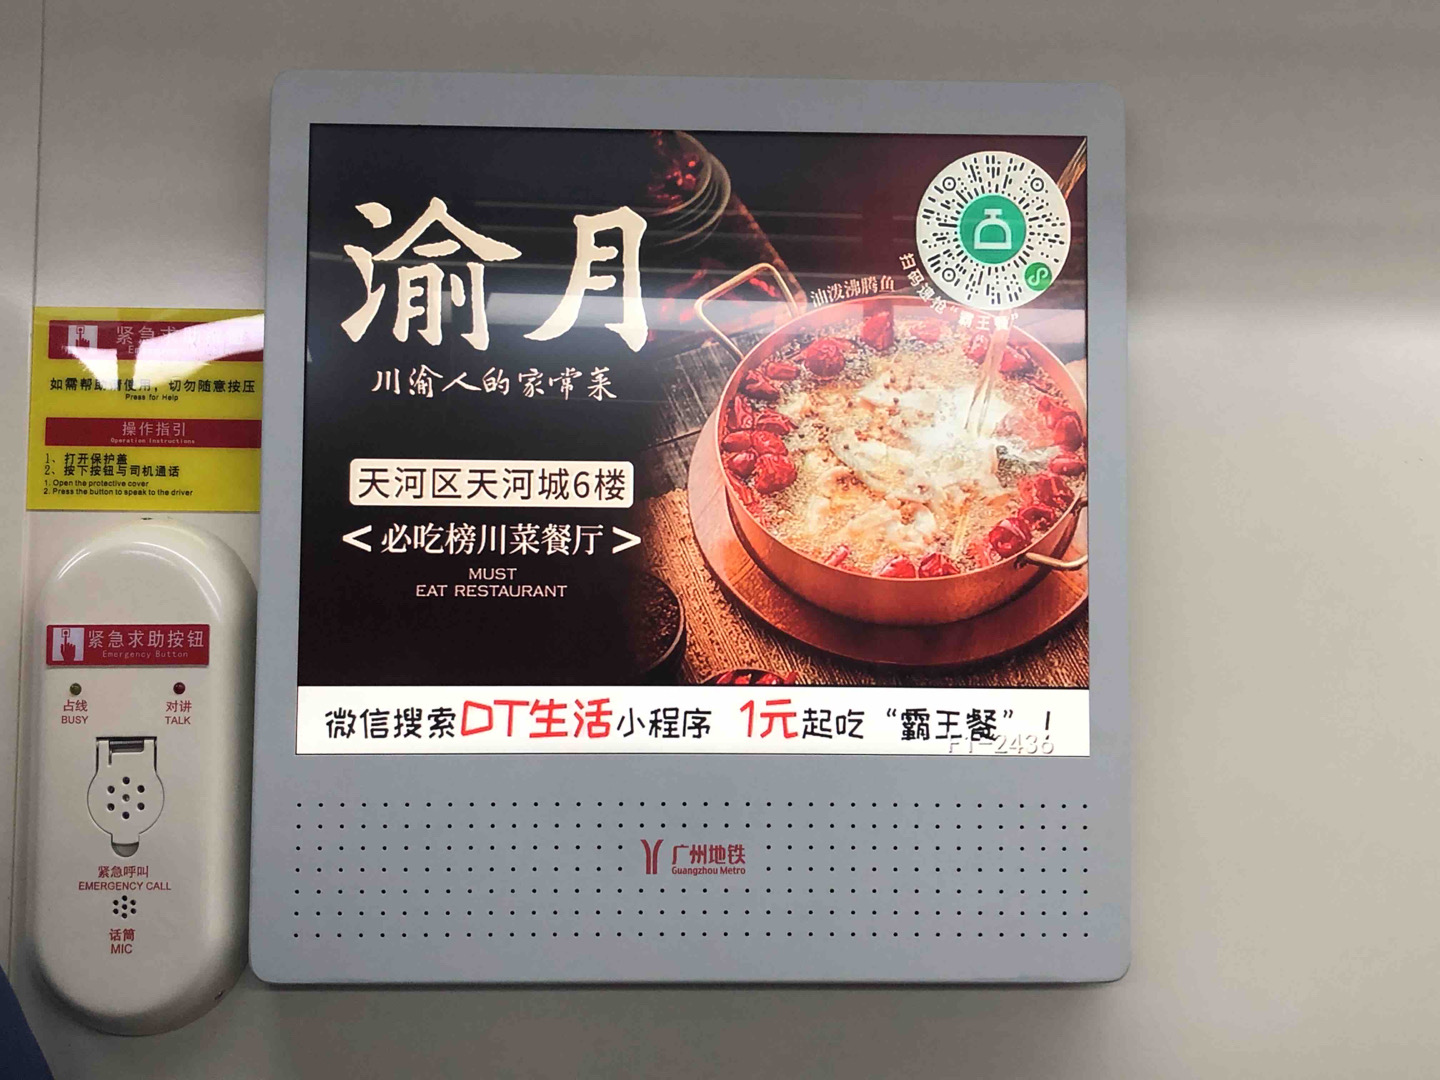 渝月
川渝人的家常菜
天河区天河城6楼
<必吃榜川菜餐厅>
MUST
EAT RESTAURANT
油泼沸腾鱼
扫码速抢“霸王餐”
微信搜索DT生活小程序 1元起吃“霸王餐”!
FT-2436
广州地铁
Guangzhou Metro
紧急求助
如需帮助请使用，切勿随意按压
Press for Help
操作指引
Operation Instructions
1、打开保护盖
2、按下按钮与司机通话
1. Open the protective cover
2. Press the button to speak to the driver
紧急求助按钮
Emergency Button
占线
BUSY
对讲
TALK
紧急呼叫
EMERGENCY CALL
话筒
MIC